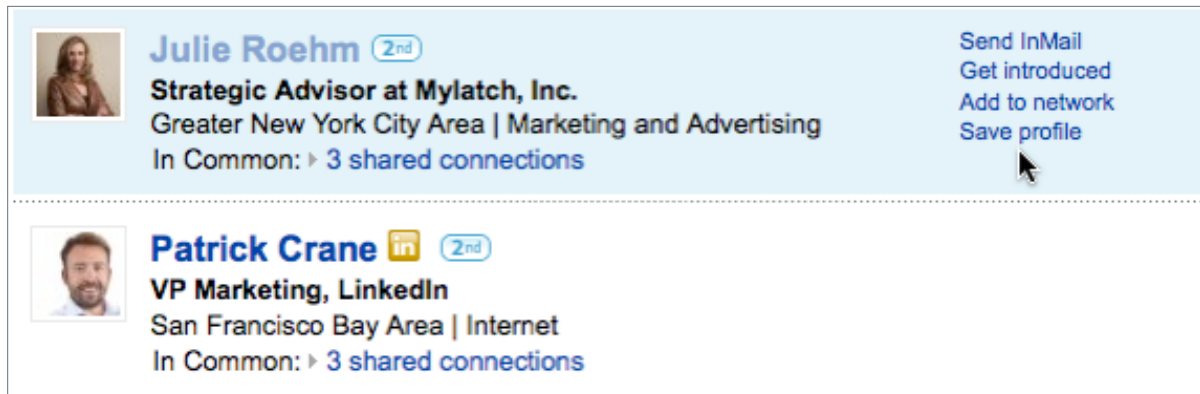 Julie Roehm 2nd
Strategic Advisor at Mylatch, Inc.
Greater New York City Area | Marketing and Advertising
In Common: 3 shared connections
Send InMail
Get introduced
Add to network
Save profile
Patrick Crane in 2nd
VP Marketing, LinkedIn
San Francisco Bay Area | Internet
In Common: 3 shared connections